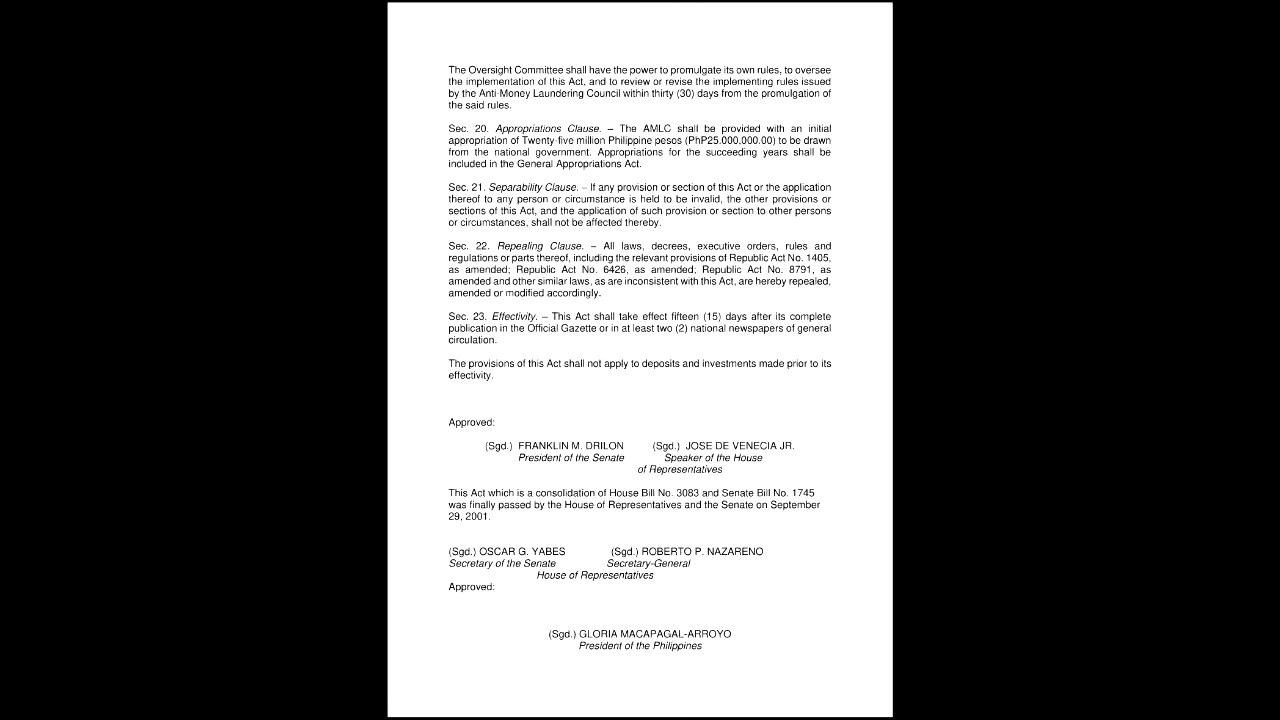 The Oversight Committee shall have the power to promulgate its own rules, to oversee
the implementation of this Act, and to review or revise the implementing rules issued
by the Anti-Money Laundering Council within thirty (30) days from the promulgation of
the said rules.
Sec. 20. Appropriations Clause. – The AMLC shall be provided with an initial
appropriation of Twenty-five million Philippine pesos (PhP25.000,000.00) to be drawn
from the national government. Appropriations for the succeeding years shall be
included in the General Appropriations Act.
Sec. 21. Separability Clause. – If any provision or section of this Act or the application
thereof to any person or circumstance is held to be invalid, the other provisions or
sections of this Act, and the application of such provision or section to other persons
or circumstances, shall not be affected thereby.
Sec. 22. Repealing Clause. – All laws, decrees, executive orders, rules and
regulations or parts thereof, including the relevant provisions of Republic Act No. 1405,
as amended; Republic Act No. 6426, as amended; Republic Act No. 8791, as
amended and other similar laws, as are inconsistent with this Act, are hereby repealed,
amended or modified accordingly.
Sec. 23. Effectivity. – This Act shall take effect fifteen (15) days after its complete
publication in the Official Gazette or in at least two (2) national newspapers of general
circulation.
The provisions of this Act shall not apply to deposits and investments made prior to its
effectivity.
Approved:
(Sgd.) FRANKLIN M. DRILON (Sgd.) JOSE DE VENECIA JR.
President of the Senate Speaker of the House
of Representatives
This Act which is a consolidation of House Bill No. 3083 and Senate Bill No. 1745
was finally passed by the House of Representatives and the Senate on September
29, 2001.
(Sgd.) OSCAR G. YABES (Sgd.) ROBERTO P. NAZARENO
Secretary of the Senate Secretary-General
House of Representatives
Approved:
(Sgd.) GLORIA MACAPAGAL-ARROYO
President of the Philippines